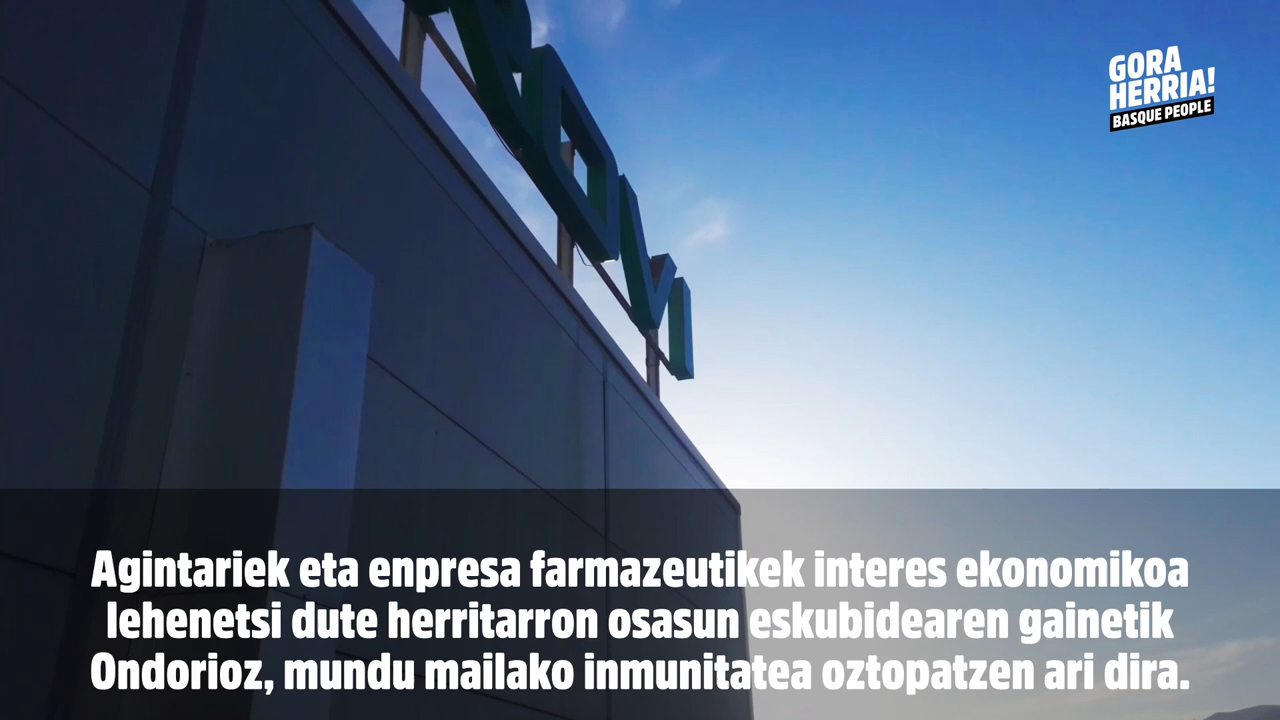 GORA
HERRIA!
BASQUE PEOPLE
OVI
Agintariek eta enpresa farmazeutikek interes ekonomikoa
lehenetsi dute herritarron osasun eskubidearen gainetik
Ondorioz, mundu mailako inmunitatea oztopatzen ari dira.